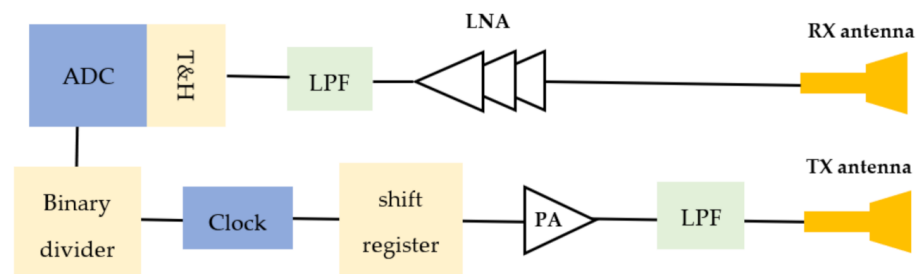 LNA
RX antenna
ADC
T&H
LPF
TX antenna
Binary
divider
Clock
shift
register
PA
LPF